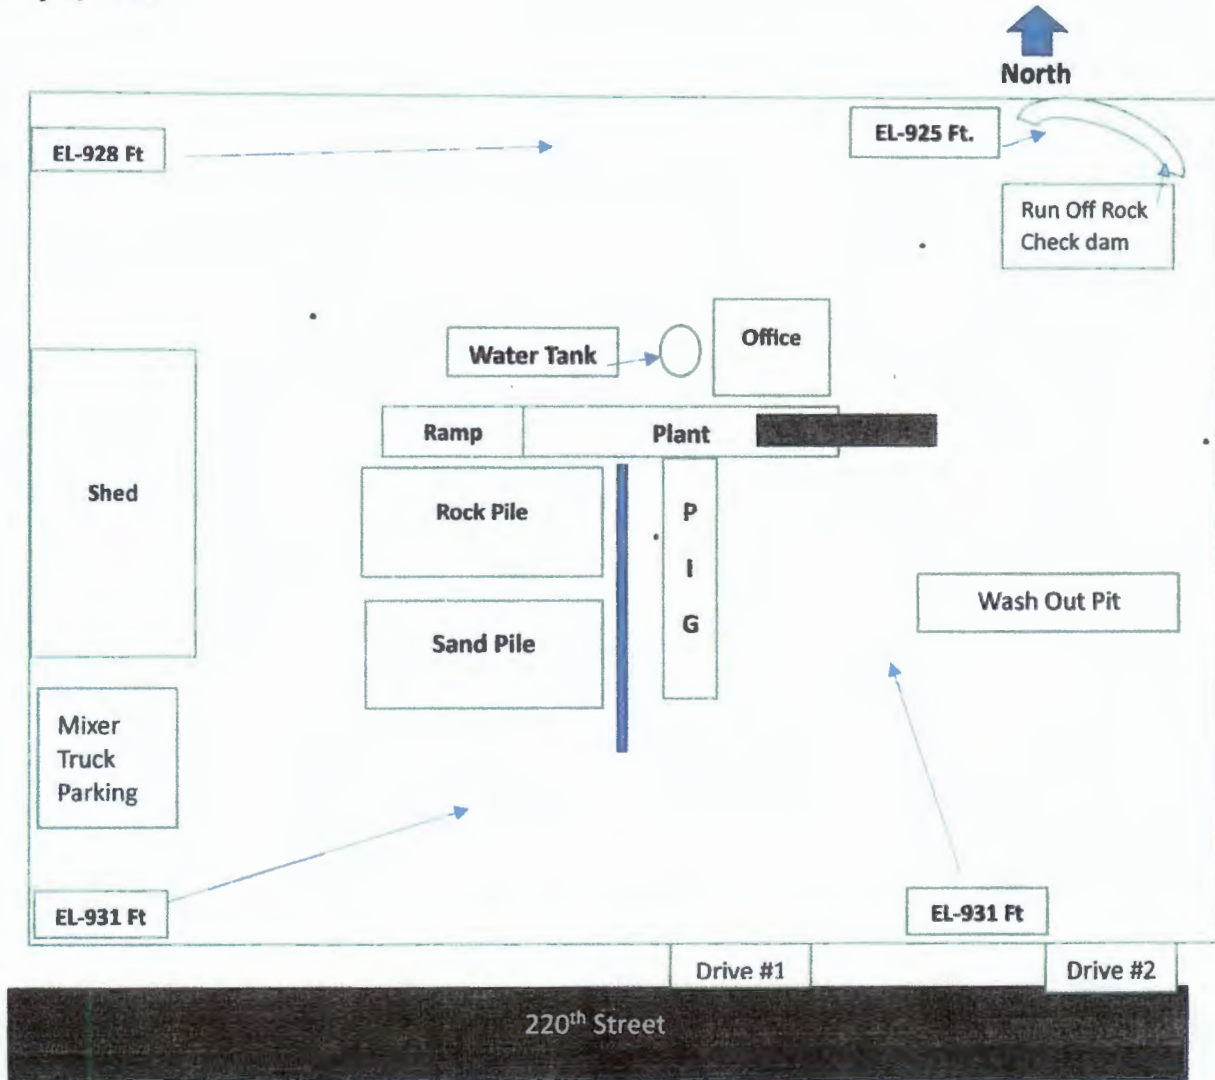 North
EL-928 Ft
EL-925 Ft.
Run Off Rock
Check dam
Water Tank
Office
Ramp
Plant
Shed
Rock Pile
P
I
G
Wash Out Pit
Sand Pile
Mixer
Truck
Parking
EL-931 Ft
EL-931 Ft
Drive #1
Drive #2
220th Street